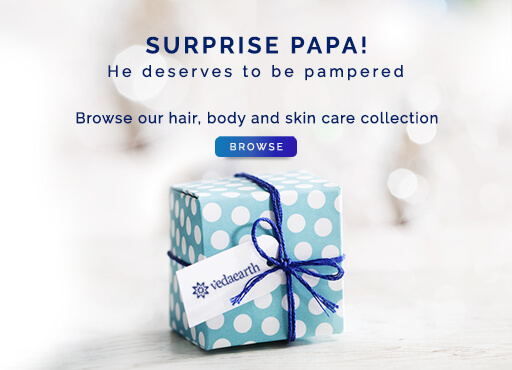 SURPRISE PAPA!
He deserves to be pampered
Browse our hair, body and skin care collection
BROWSE
vedaearth